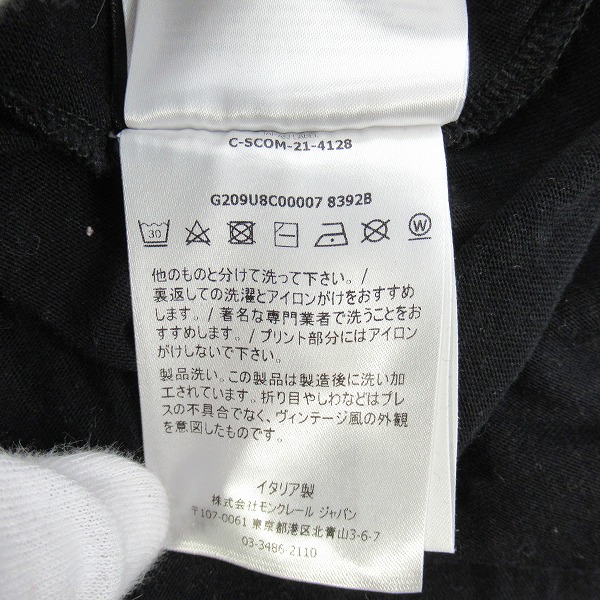 C-SCOM-21-4128
G209U8C00007 8392B
30
W
他のものと分けて洗って下さい。/
裏返しての洗濯とアイロンがけをおすすめ
します。/ 著名な専門業者で洗うことをお
すすめします。/ プリント部分にはアイロン
がけしないで下さい。
製品洗い。この製品は製造後に洗い加
工されています。折り目やしわなどはプレ
スの不具合でなく、ヴィンテージ風の外観
を意図したものです。
イタリア製
株式会社モンクレール ジャパン
〒107-0061 東京都港区北青山3-6-7
03-3486-2110